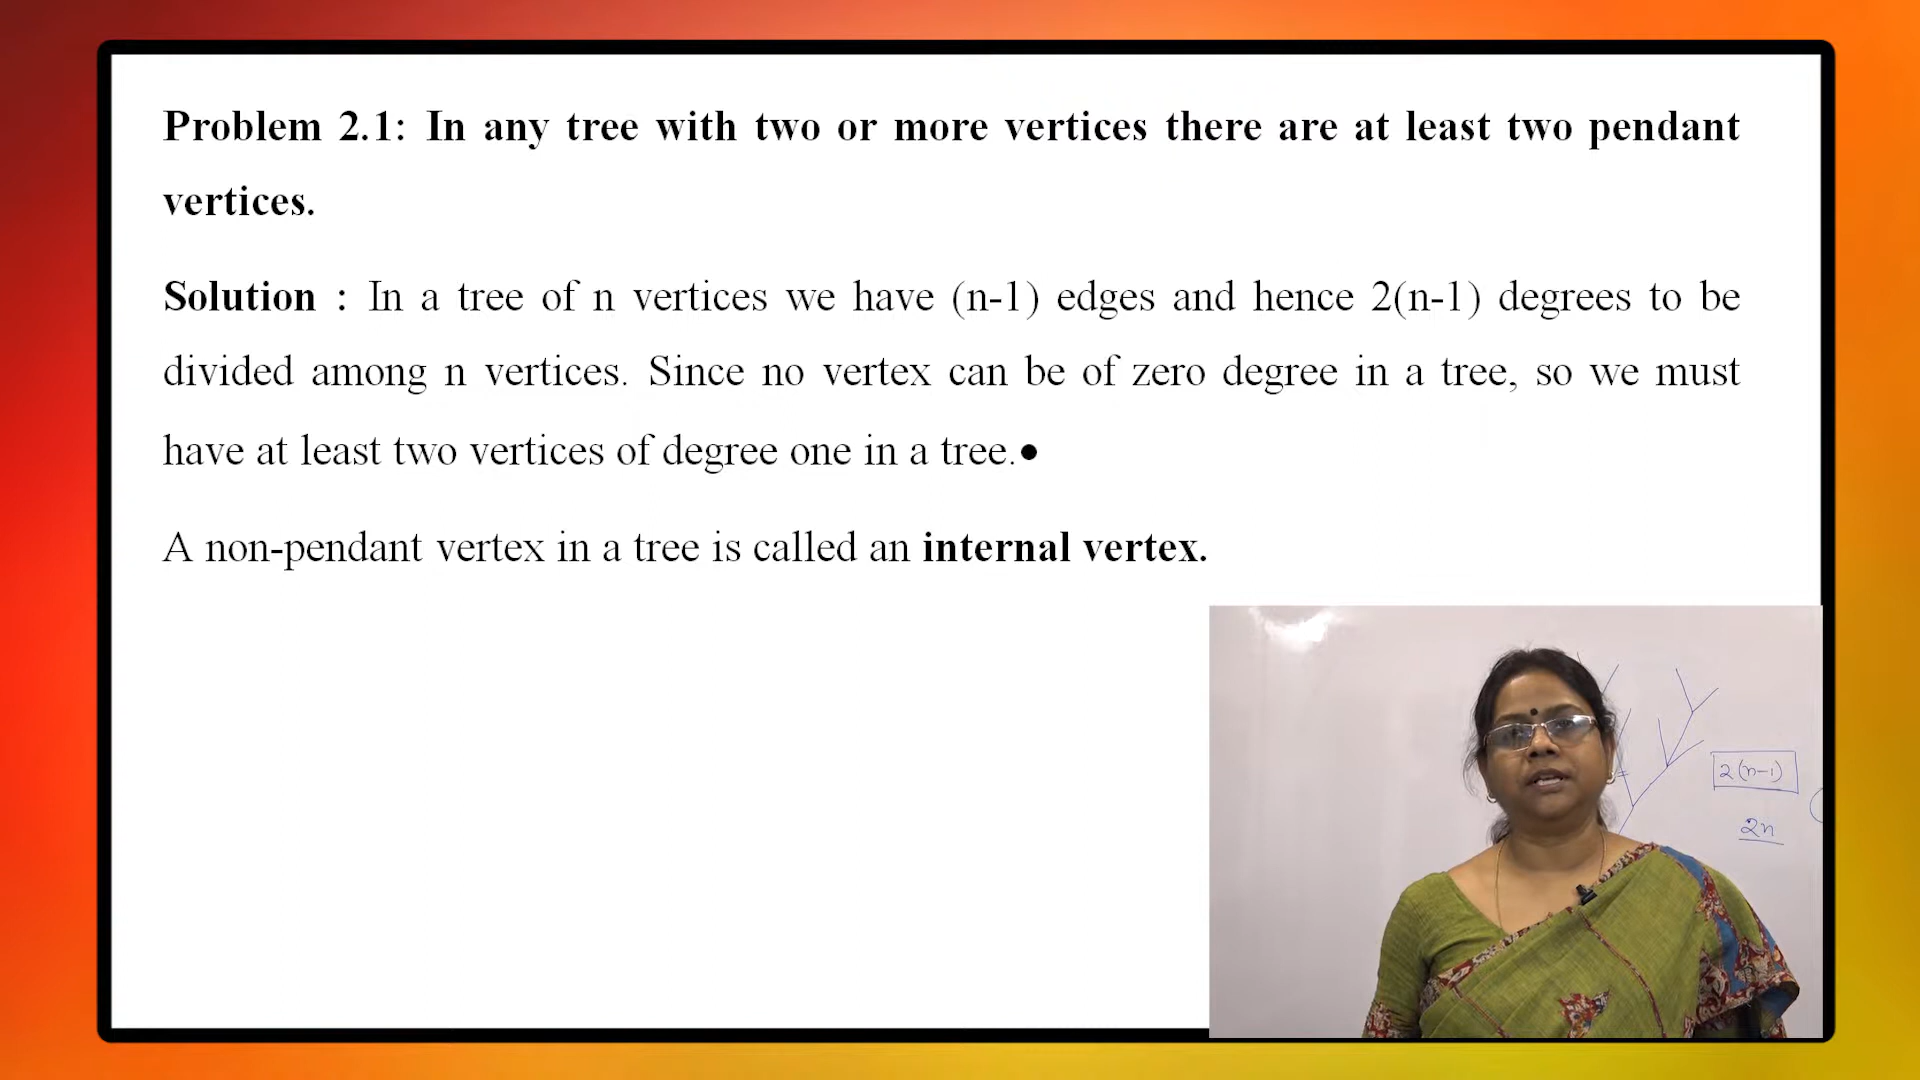 Problem 2.1: In any tree with two or more vertices there are at least two pendant
vertices.
Solution : In a tree of n vertices we have (n-1) edges and hence 2(n-1) degrees to be
divided among n vertices. Since no vertex can be of zero degree in a tree, so we must
have at least two vertices of degree one in a tree.●
A non-pendant vertex in a tree is called an internal vertex.
2(n-1)
2n